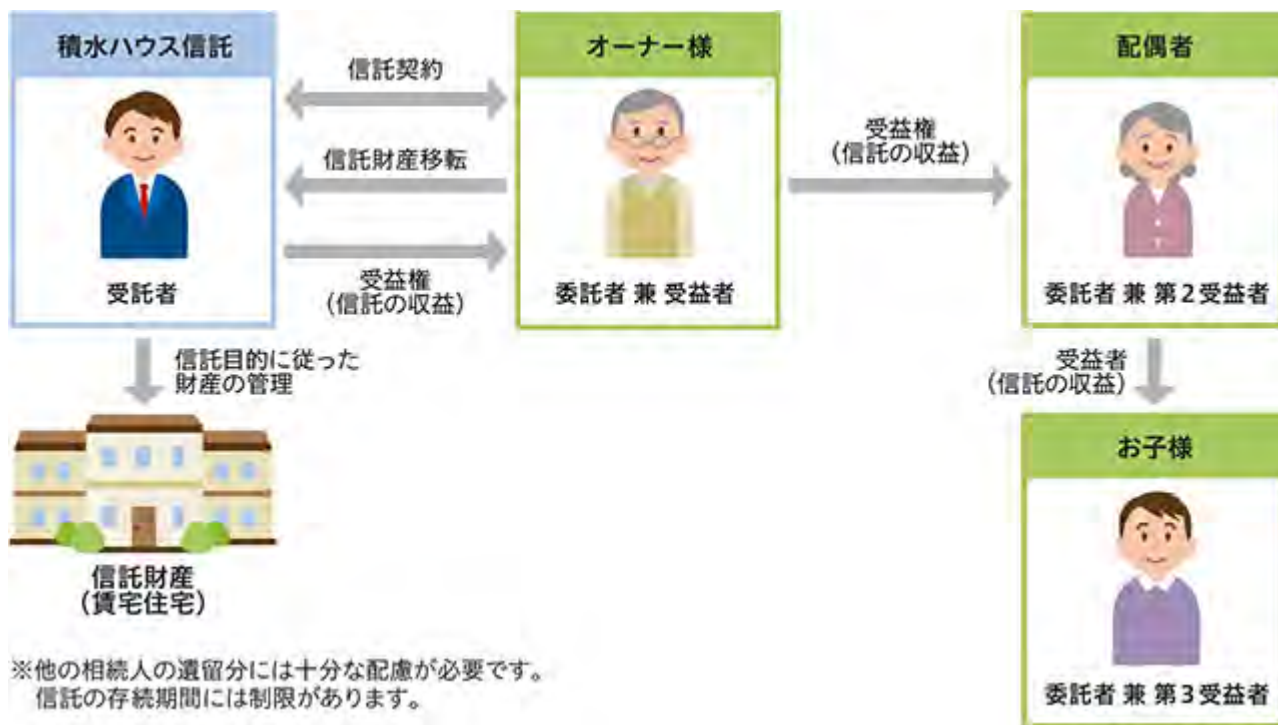 積水ハウス信託
受託者
信託契約
信託財産移転
受益権
(信託の収益)
オーナー様
委託者 兼 受益者
受益権
(信託の収益)
配偶者
委託者 兼 第2受益者
信託目的に従った
財産の管理
受益者
(信託の収益)
お子様
委託者 兼 第3受益者
信託財産
(賃宅住宅)
※他の相続人の遺留分には十分な配慮が必要です。
信託の存続期間には制限があります。